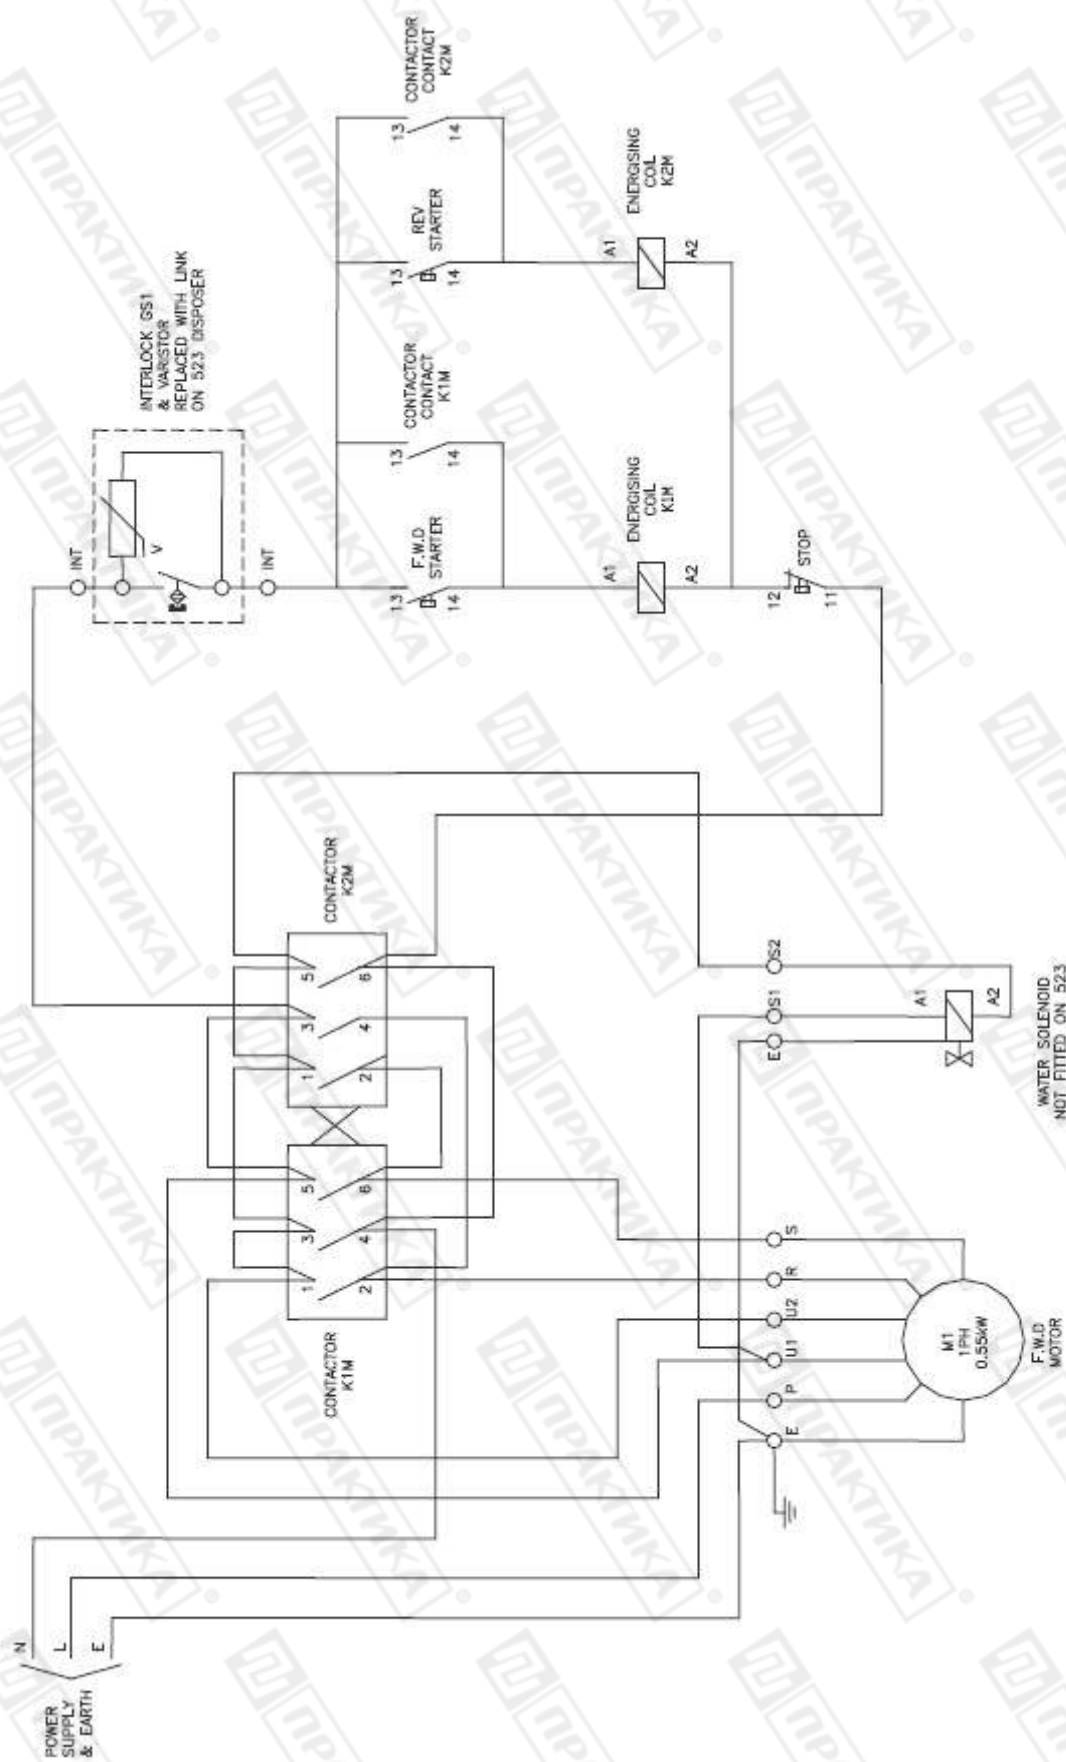 POWER
SUPPLY
& EARTH
N
L
E
CONTACTOR
K1M
1
3
5
2
4
6
CONTACTOR
K2M
1
3
5
2
4
6
INT
V
INT
INTERLOCK GS1
& VARISTOR
REPLACED WITH LINK
ON 523 DISPOSER
13
14
F.W.D
STARTER
13
14
CONTACTOR
CONTACT
K1M
13
14
REV
STARTER
13
14
CONTACTOR
CONTACT
K2M
A1
A2
ENERGISING
COIL
K1M
A1
A2
ENERGISING
COIL
K2M
12
11
STOP
E
P
U1
U2
R
S
E
S1
S2
M1
1PH
0.55kW
F.W.D
MOTOR
A1
A2
WATER SOLENOID
NOT FITTED ON 523
ПРАКТИКА